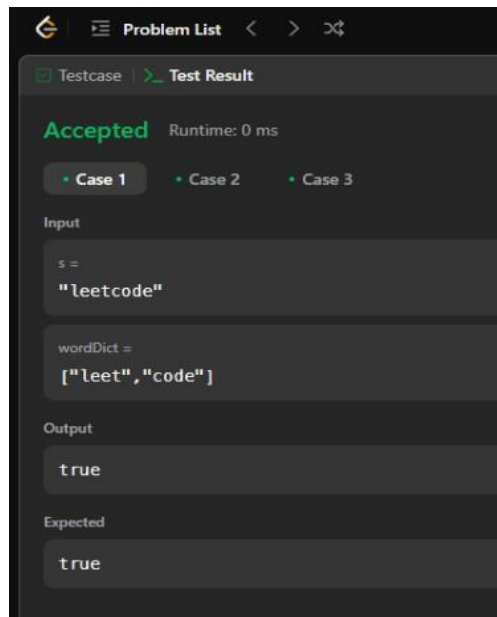 Problem List
Testcase Test Result
Accepted Runtime: 0 ms
Case 1 Case 2 Case 3
Input
s =
"leetcode"
wordDict =
["leet","code"]
Output
true
Expected
true